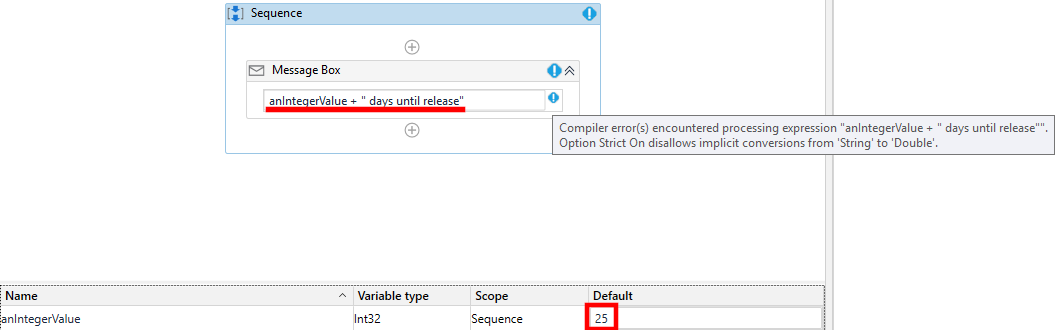 Sequence
Message Box
anIntegerValue + " days until release"
Compiler error(s) encountered processing expression "anIntegerValue + " days until release"".
Option Strict On disallows implicit conversions from 'String' to 'Double'.
Name Variable type Scope Default
anIntegerValue Int32 Sequence 25